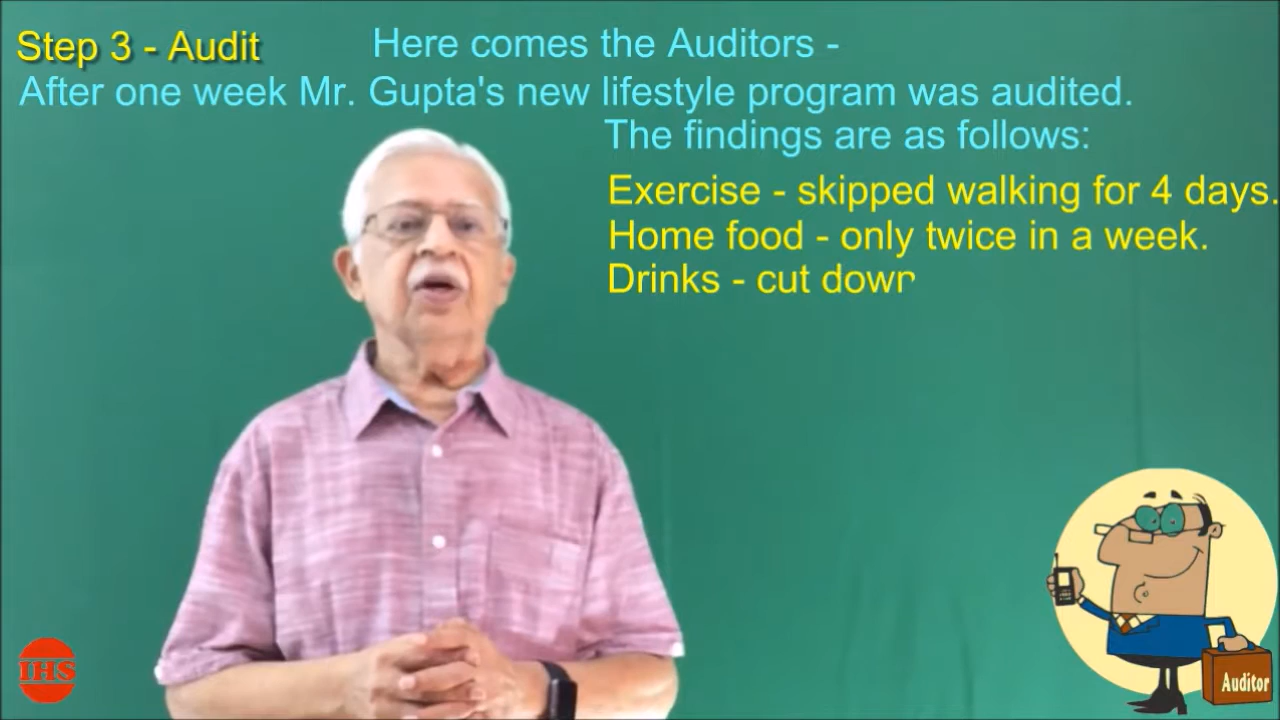 Step 3 - Audit
Here comes the Auditors -
After one week Mr. Gupta's new lifestyle program was audited.
The findings are as follows:
Exercise - skipped walking for 4 days.
Home food - only twice in a week.
Drinks - cut down
IHS
Auditor